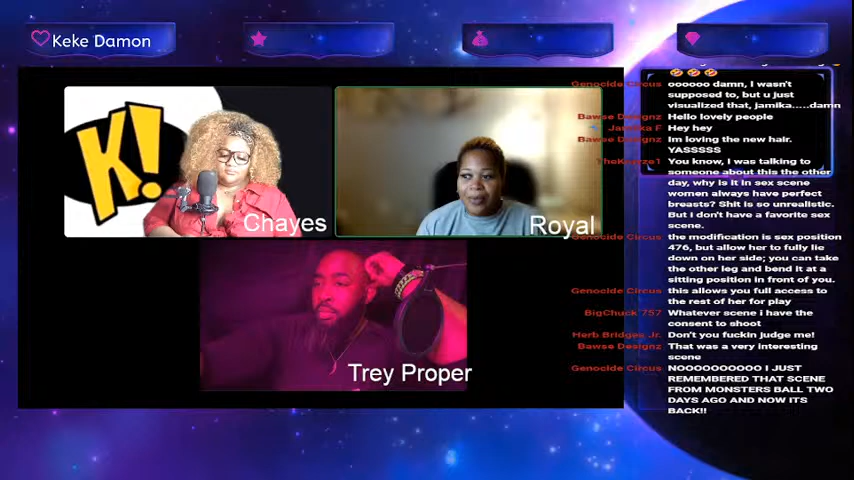 Keke Damon
K!
Chayes
Royal
Trey Proper
Genocide Circus oooooo damn, I wasn't
supposed to, but u just
visualized that, jamika.....damn
Bawse Designz Hello lovely people
Jamika F Hey hey
Bawse Designz Im loving the new hair.
YASSSSS
You know, I was talking to
someone about this the other
day, why is it in sex scene
women always have perfect
breasts? Shit is so unrealistic.
But i don't have a favorite sex
scene.
Genocide Circus the modification is sex position
476, but allow her to fully lie
down on her side; you can take
the other leg and bend it at a
sitting position in front of you.
Genocide Circus this allows you full access to
the rest of her for play
BigChuck 757 Whatever scene i have the
consent to shoot
Herb Bridges Jr. Don't you fuckin judge me!
Bawse Designz That was a very interesting
scene
Genocide Circus NOOOOOOOOOO I JUST
REMEMBERED THAT SCENE
FROM MONSTERS BALL TWO
DAYS AGO AND NOW ITS
BACK!!